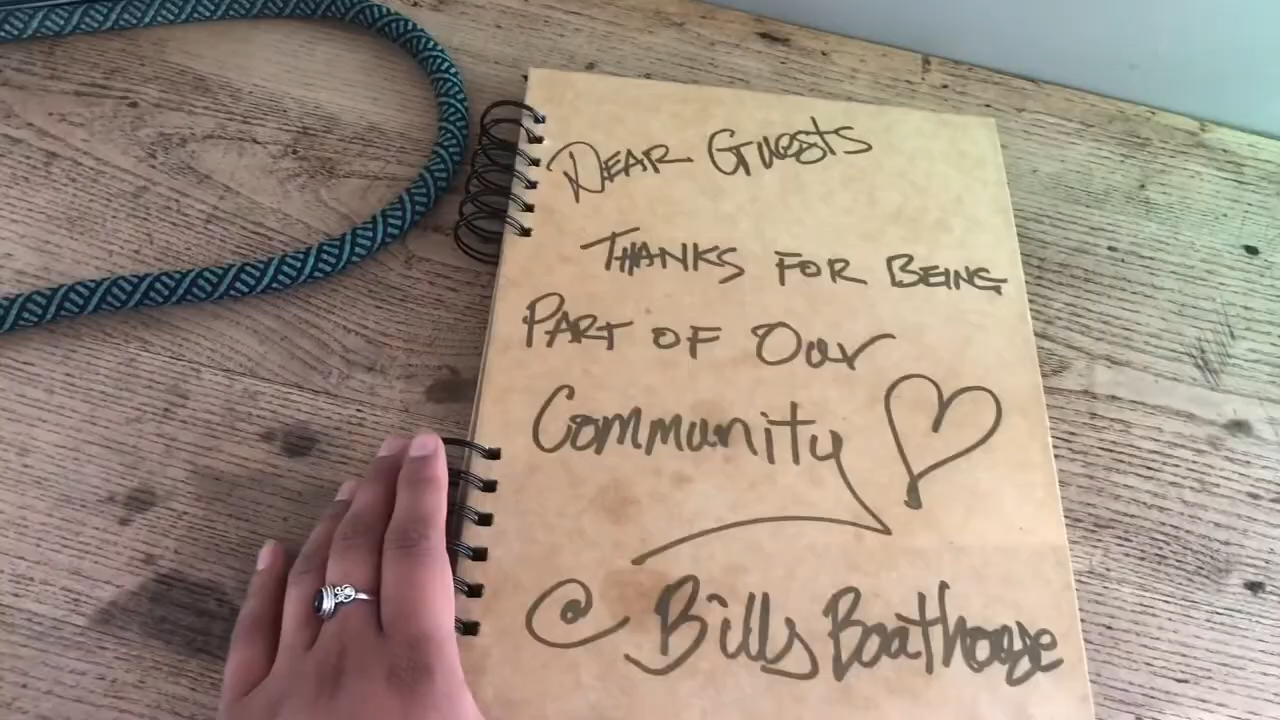 DEAR Guests
THANKS FOR BEING
PART OF Our
Community
@BillsBoathouse